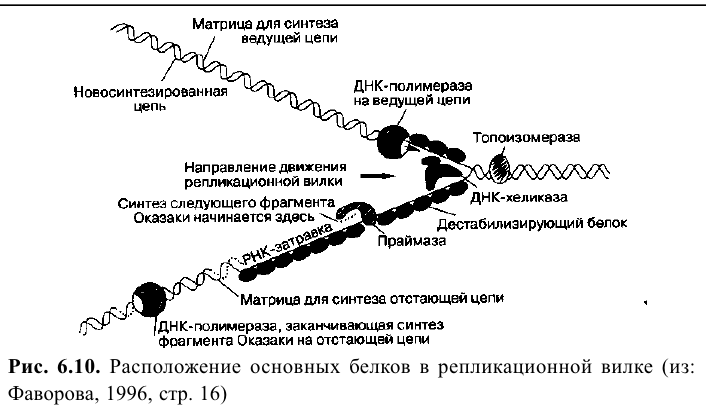 Матрица для синтеза
ведущей цепи
Новосинтезированная
цепь
ДНК-полимераза
на ведущей цепи
Топоизомераза
Направление движения
репликационной вилки
ДНК-хеликаза
Синтез следующего фрагмента
Оказаки начинается здесь
Дестабилизирующий белок
Праймаза
РНК-затравка
Матрица для синтеза отстающей цепи
ДНК-полимераза, заканчивающая синтез
фрагмента Оказаки на отстающей цепи
Рис. 6.10. Расположение основных белков в репликационной вилке (из:
Фаворова, 1996, стр. 16)